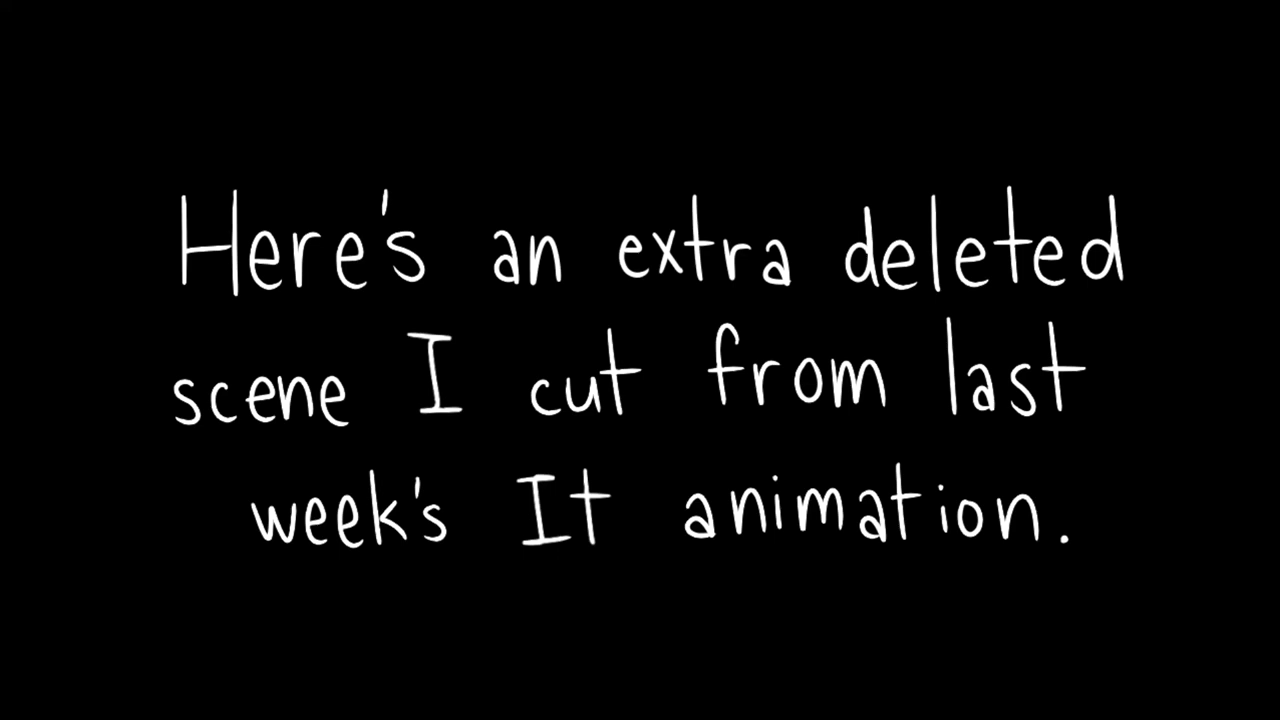 Here's an extra deleted
scene I cut from last
week's It animation.